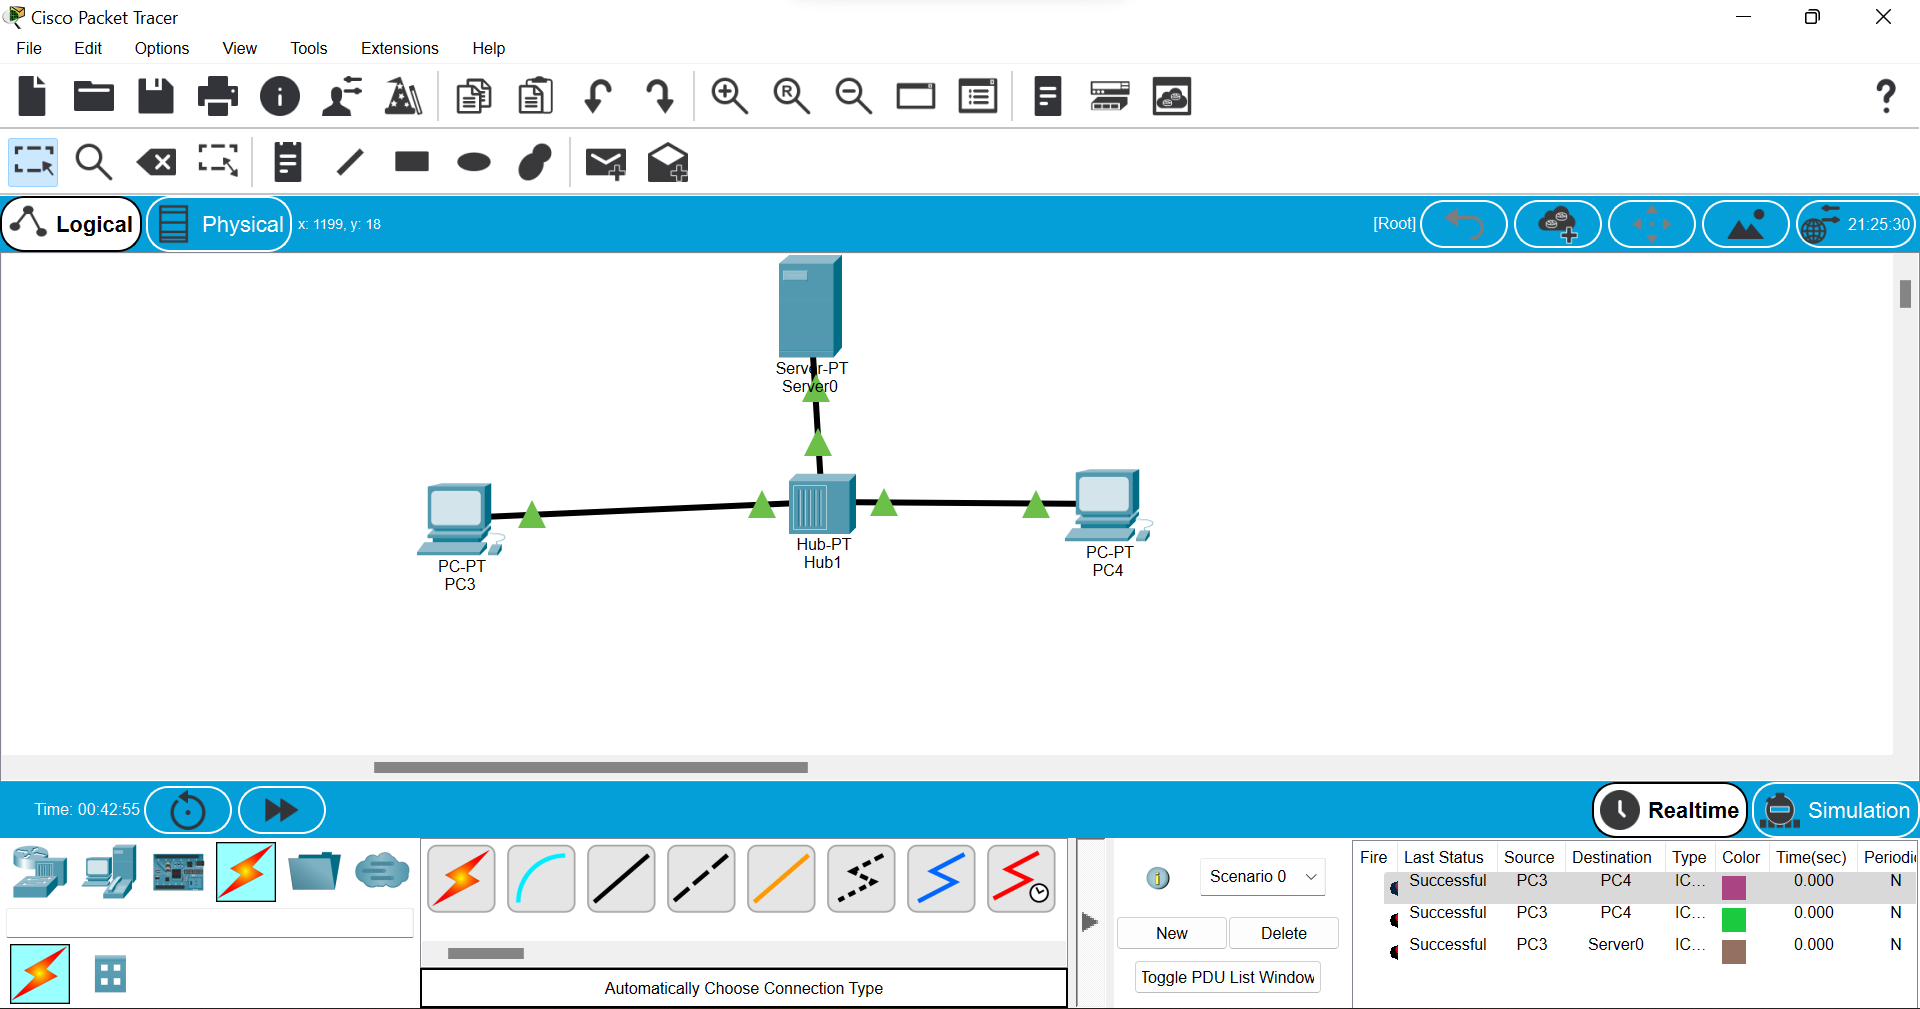 Cisco Packet Tracer
File Edit Options View Tools Extensions Help
Logical Physical x: 1199, y: 18 [Root] 21:25:30
Server-PT
Server0
Hub-PT
Hub1
PC-PT
PC3
PC-PT
PC4
Time: 00:42:55 Realtime Simulation
Fire Last Status Source Destination Type Color Time(sec) Periodic
Successful PC3 PC4 IC... 0.000 N
Successful PC3 PC4 IC... 0.000 N
Successful PC3 Server0 IC... 0.000 N
Scenario 0
New Delete
Toggle PDU List Window
Automatically Choose Connection Type